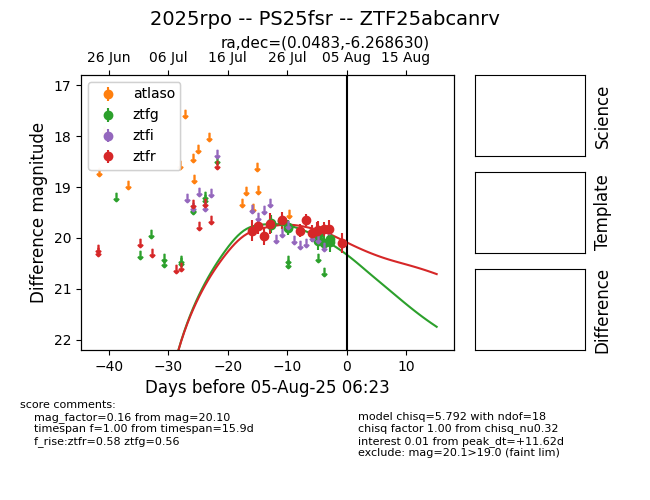 2025rpo -- PS25fsr -- ZTF25abcanrv
ra,dec=(0.0483,-6.268630)
26 Jun 06 Jul 16 Jul 26 Jul 05 Aug 15 Aug
17
18
19
20
21
22
Difference magnitude
atlaso
ztfg
ztfi
ztfr
−40 −30 −20 −10 0 10
Days before 05-Aug-25 06:23
Science
Template
Difference
score comments:
mag_factor=0.16 from mag=20.10
timespan f=1.00 from timespan=15.9d
f_rise:ztfr=0.58 ztfg=0.56
model chisq=5.792 with ndof=18
chisq factor 1.00 from chisq_nu0.32
interest 0.01 from peak_dt=+11.62d
exclude: mag=20.1>19.0 (faint lim)